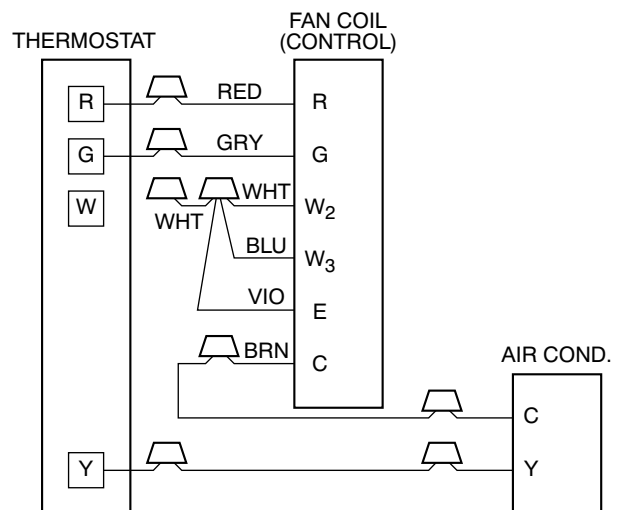 FAN COIL
(CONTROL)
THERMOSTAT
R
RED
R
G
GRY
G
W
WHT
WHT
W2
BLU
W3
VIO
E
BRN
C
AIR COND.
C
Y
Y